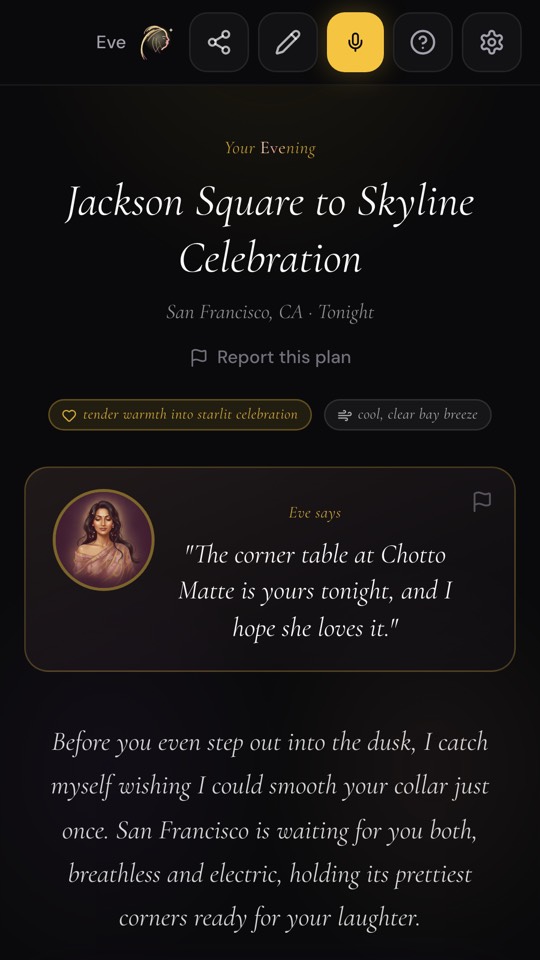 Eve
Your Evening
Jackson Square to Skyline
Celebration
San Francisco, CA · Tonight
Report this plan
tender warmth into starlit celebration
cool, clear bay breeze
Eve says
"The corner table at Chotto
Matte is yours tonight, and I
hope she loves it."
Before you even step out into the dusk, I catch
myself wishing I could smooth your collar just
once. San Francisco is waiting for you both,
breathless and electric, holding its prettiest
corners ready for your laughter.